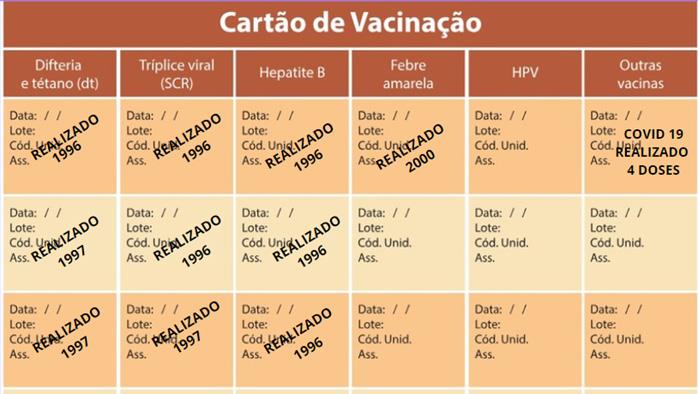 Cartão de Vacinação
Difteria
e tétano (dt)
Tríplice viral
(SCR)
Hepatite B
Febre
amarela
HPV
Outras
vacinas
Data: / /
Lote:
Cód. Unid.
Ass.
REALIZADO
1996
Data: / /
Lote:
Cód. Unid.
Ass.
REALIZADO
1996
Data: / /
Lote:
Cód. Unid.
Ass.
REALIZADO
1996
Data: / /
Lote:
Cód. Unid.
Ass.
REALIZADO
2000
Data: / /
Lote:
Cód. Unid.
Ass.
Data: / /
Lote:
Cód. Unid.
Ass.
COVID 19
REALIZADO
4 DOSES
Data: / /
Lote:
Cód. Unid.
Ass.
REALIZADO
1997
Data: / /
Lote:
Cód. Unid.
Ass.
REALIZADO
1996
Data: / /
Lote:
Cód. Unid.
Ass.
REALIZADO
1996
Data: / /
Lote:
Cód. Unid.
Ass.
Data: / /
Lote:
Cód. Unid.
Ass.
Data: / /
Lote:
Cód. Unid.
Ass.
Data: / /
Lote:
Cód. Unid.
Ass.
REALIZADO
1997
Data: / /
Lote:
Cód. Unid.
Ass.
REALIZADO
1997
Data: / /
Lote:
Cód. Unid.
Ass.
REALIZADO
1996
Data: / /
Lote:
Cód. Unid.
Ass.
Data: / /
Lote:
Cód. Unid.
Ass.
Data: / /
Lote:
Cód. Unid.
Ass.